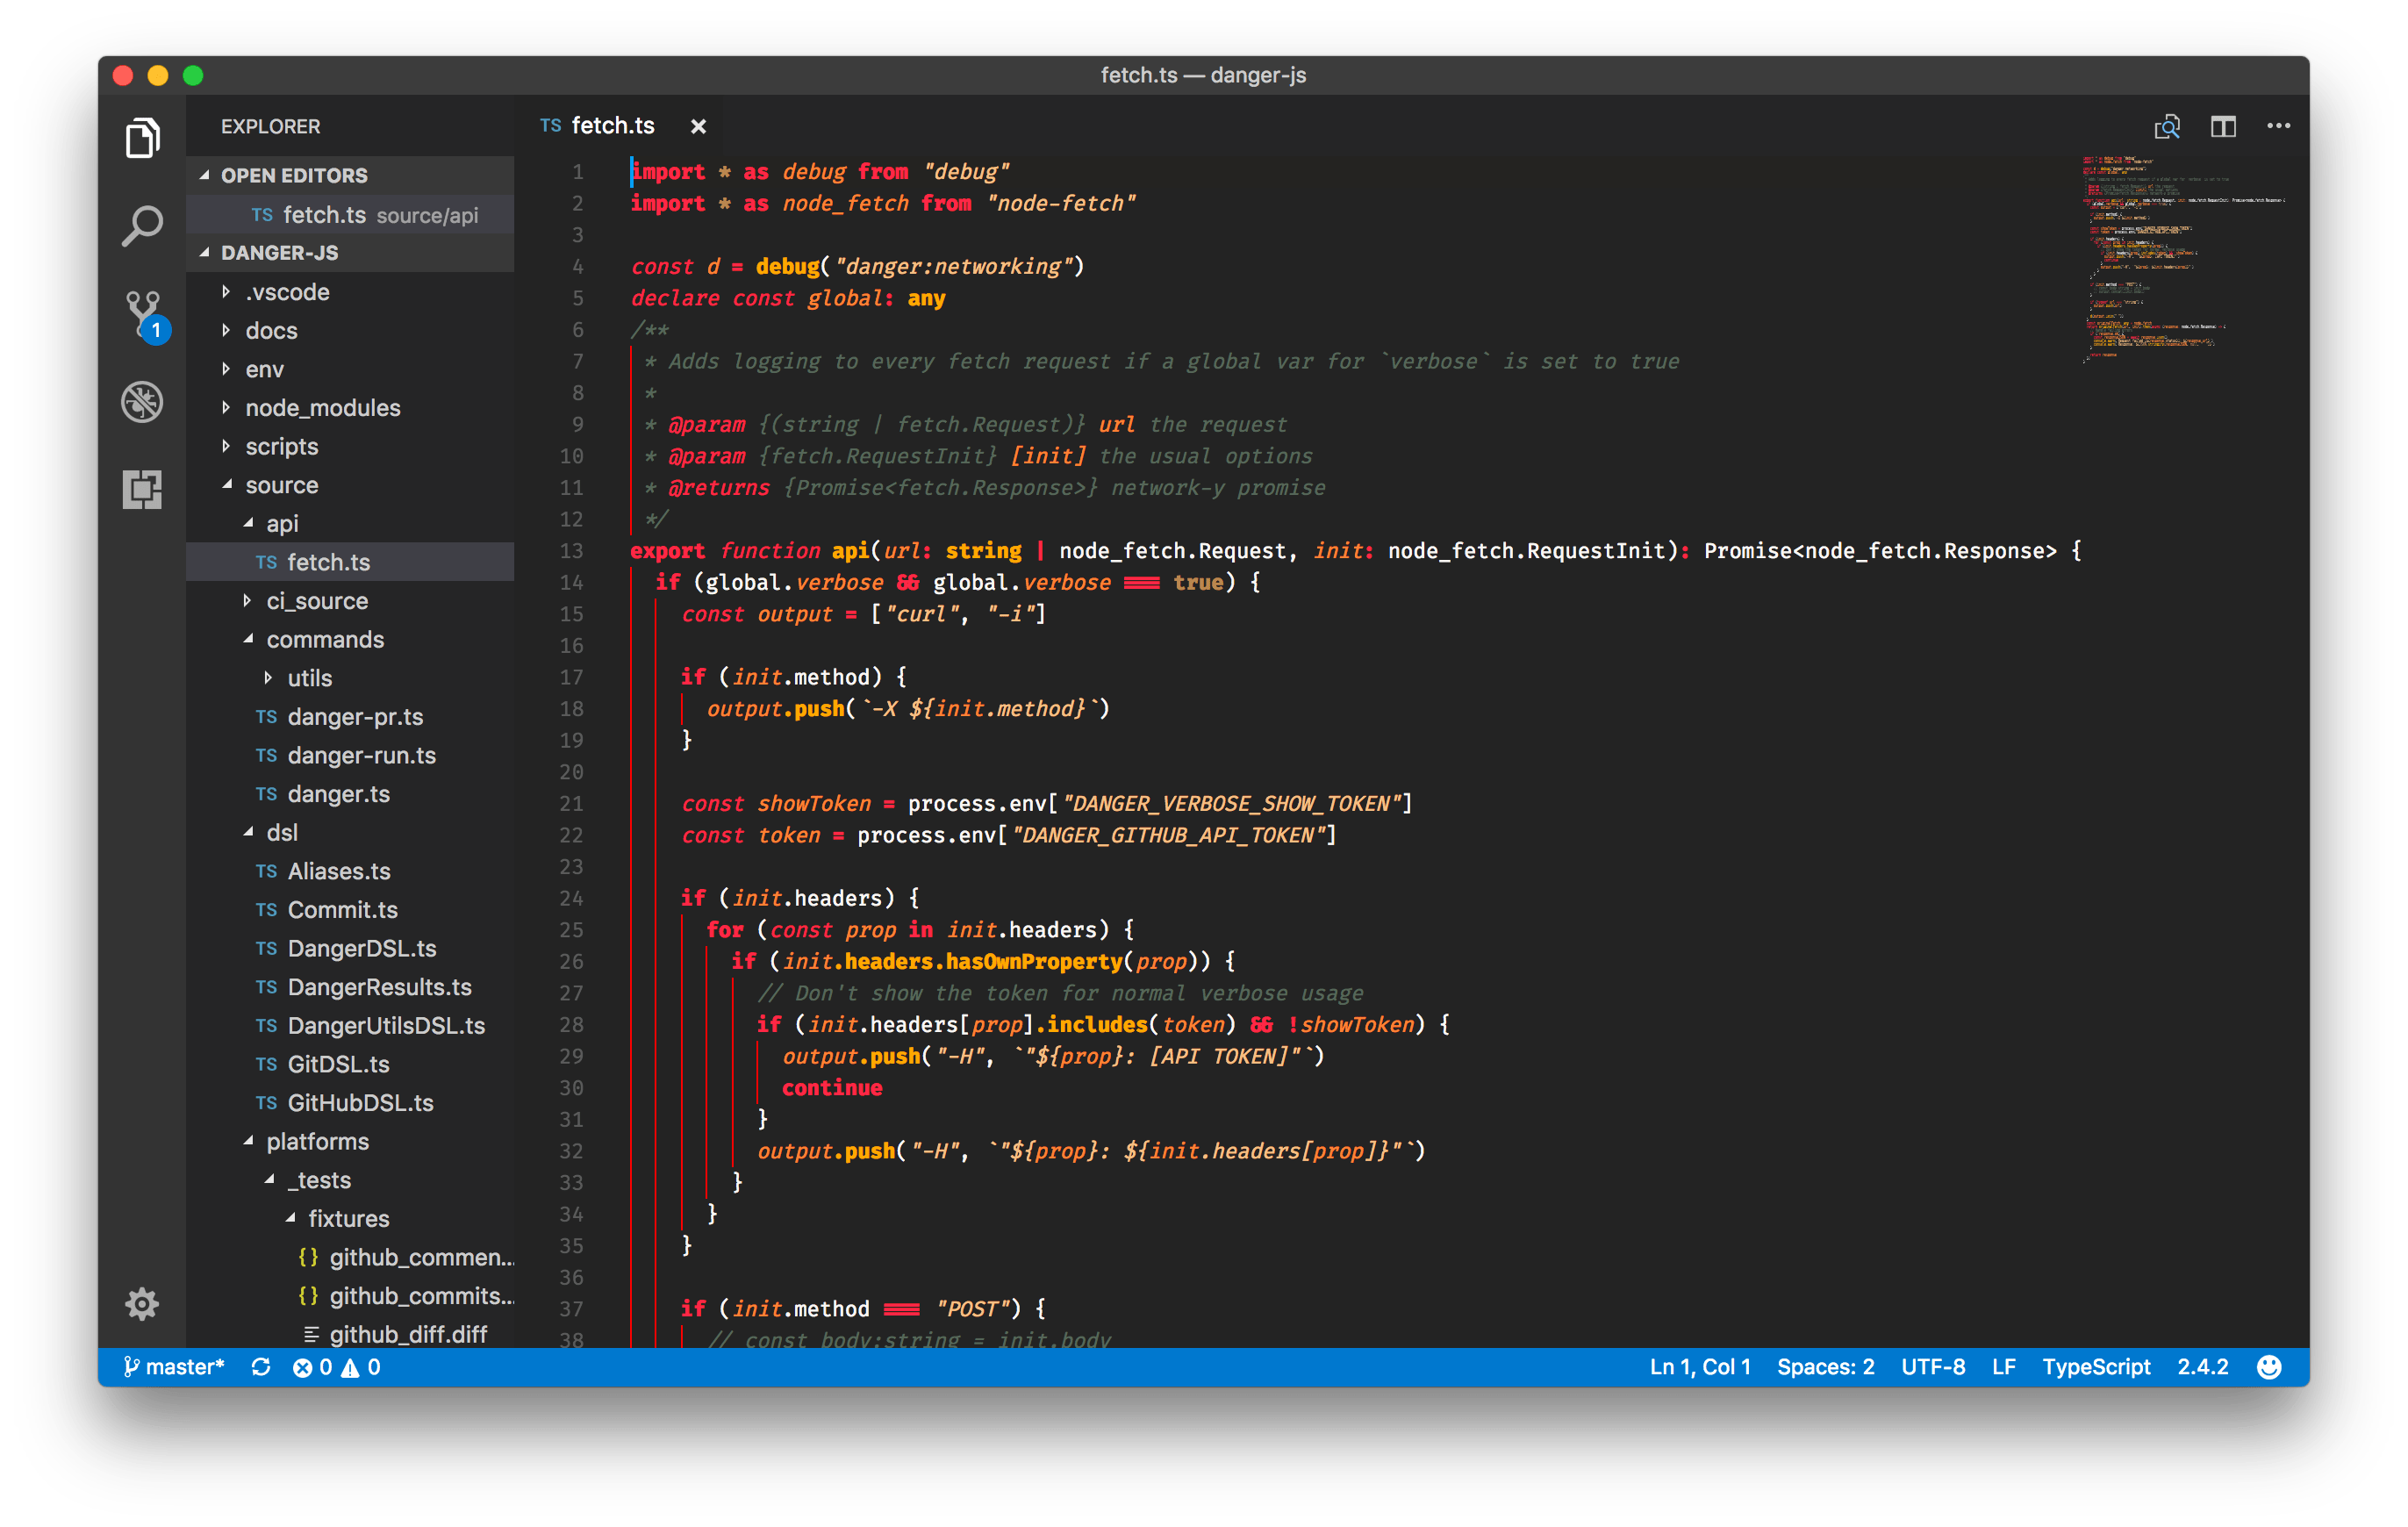 fetch.ts — danger-js
EXPLORER
OPEN EDITORS
TS fetch.ts source/api
DANGER-JS
.vscode
docs
env
node_modules
scripts
source
api
TS fetch.ts
ci_source
commands
utils
TS danger-pr.ts
TS danger-run.ts
TS danger.ts
dsl
TS Aliases.ts
TS Commit.ts
TS DangerDSL.ts
TS DangerResults.ts
TS DangerUtilsDSL.ts
TS GitDSL.ts
TS GitHubDSL.ts
platforms
_tests
fixtures
{} github_commen...
{} github_commits...
github_diff.diff
1
TS fetch.ts ×
1 import * as debug from "debug"
2 import * as node_fetch from "node-fetch"
3
4 const d = debug("danger:networking")
5 declare const global: any
6 /**
7 * Adds logging to every fetch request if a global var for `verbose` is set to true
8 *
9 * @param {(string | fetch.Request)} url the request
10 * @param {fetch.RequestInit} [init] the usual options
11 * @returns {Promise<fetch.Response>} network-y promise
12 */
13 export function api(url: string | node_fetch.Request, init: node_fetch.RequestInit): Promise<node_fetch.Response> {
14 if (global.verbose && global.verbose === true) {
15 const output = ["curl", "-i"]
16
17 if (init.method) {
18 output.push(`-X ${init.method}`)
19 }
20
21 const showToken = process.env["DANGER_VERBOSE_SHOW_TOKEN"]
22 const token = process.env["DANGER_GITHUB_API_TOKEN"]
23
24 if (init.headers) {
25 for (const prop in init.headers) {
26 if (init.headers.hasOwnProperty(prop)) {
27 // Don't show the token for normal verbose usage
28 if (init.headers[prop].includes(token) && !showToken) {
29 output.push("-H", `"${prop}: [API TOKEN]"`)
30 continue
31 }
32 output.push("-H", `"${prop}: ${init.headers[prop]}"`)
33 }
34 }
35 }
36
37 if (init.method === "POST") {
38 // const body:string = init.body
master* 0 0
Ln 1, Col 1 Spaces: 2 UTF-8 LF TypeScript 2.4.2